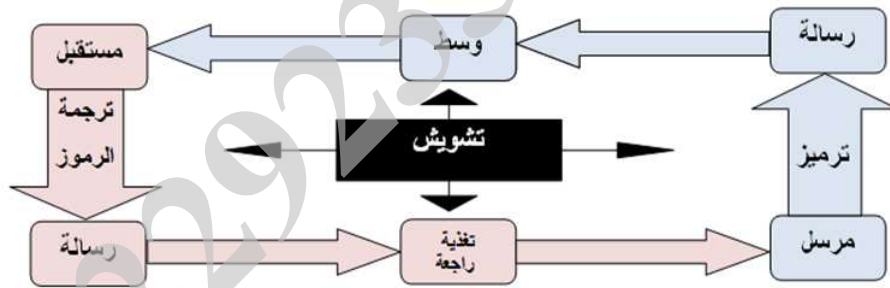 رسالة
وسط
مستقبل
ترجمة
الرموز
تشويش
ترميز
مرسل
تغذية
راجعة
رسالة